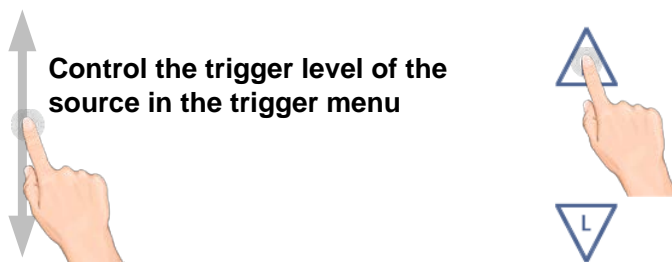 Control the trigger level of the
source in the trigger menu
L